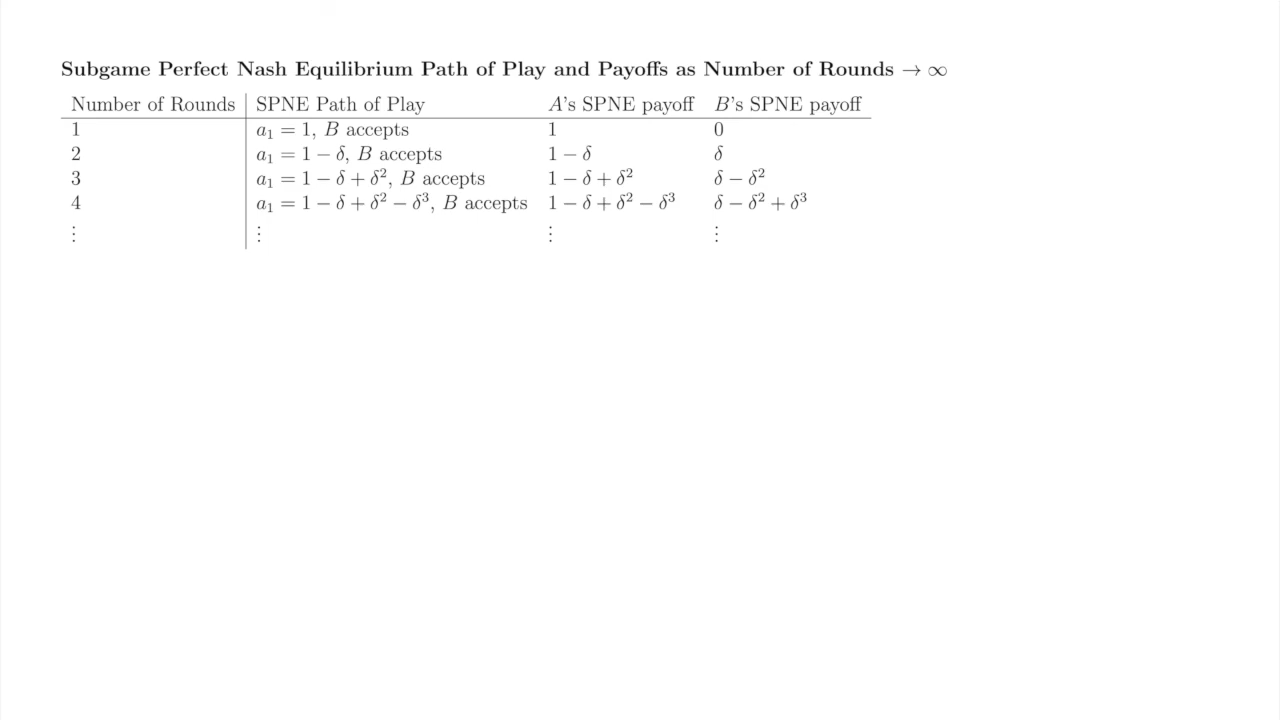 Subgame Perfect Nash Equilibrium Path of Play and Payoffs as Number of Rounds → ∞
Number of Rounds SPNE Path of Play A's SPNE payoff B's SPNE payoff
1 a₁ = 1, B accepts 1 0
2 a₁ = 1 − δ, B accepts 1 − δ δ
3 a₁ = 1 − δ + δ², B accepts 1 − δ + δ² δ − δ²
4 a₁ = 1 − δ + δ² − δ³, B accepts 1 − δ + δ² − δ³ δ − δ² + δ³
⋮ ⋮ ⋮ ⋮